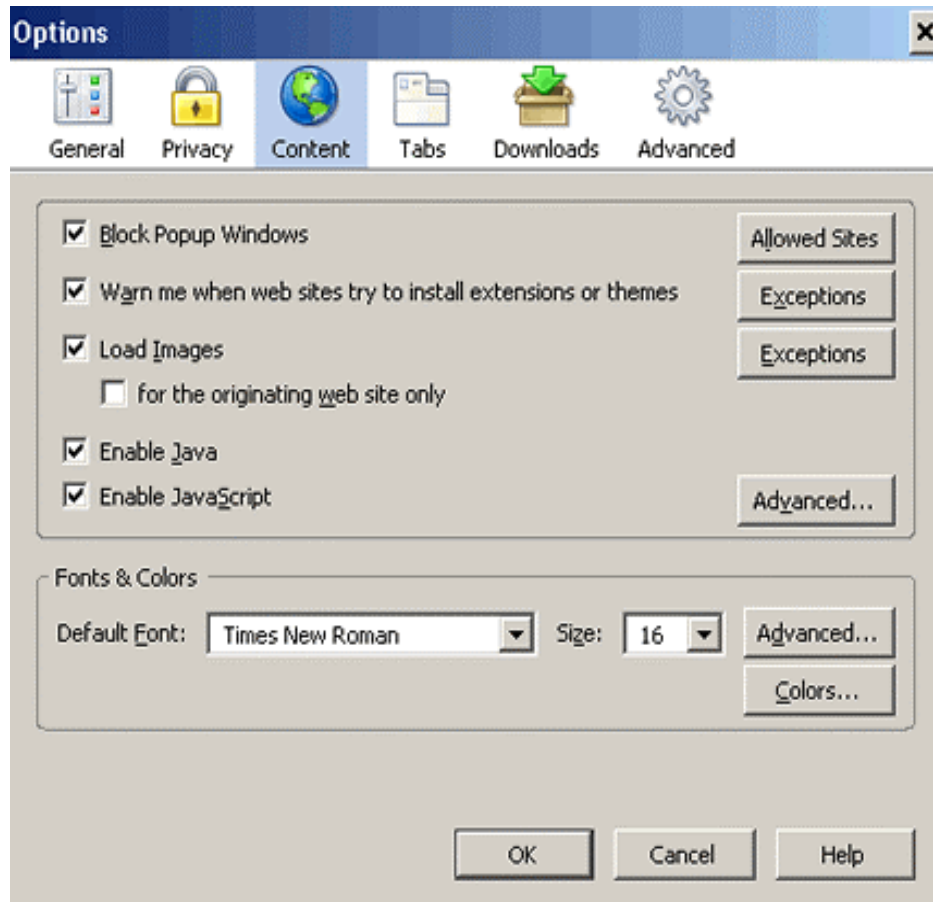 Options
General Privacy Content Tabs Downloads Advanced
Block Popup Windows Allowed Sites
Warn me when web sites try to install extensions or themes Exceptions
Load Images Exceptions
for the originating web site only
Enable Java
Enable JavaScript Advanced...
Fonts & Colors
Default Font: Times New Roman Size: 16 Advanced...
Colors...
OK Cancel Help